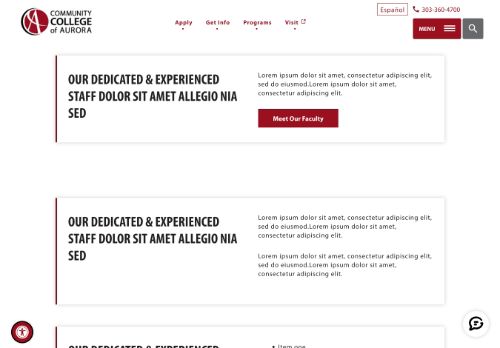 COMMUNITY
COLLEGE
of AURORA
Español
303-360-4700
Apply
Get Info
Programs
Visit
MENU
OUR DEDICATED & EXPERIENCED
STAFF DOLOR SIT AMET ALLEGIO NIA
SED
Lorem ipsum dolor sit amet, consectetur adipiscing elit,
sed do eiusmod.Lorem ipsum dolor sit amet,
consectetur adipiscing elit.
Meet Our Faculty
OUR DEDICATED & EXPERIENCED
STAFF DOLOR SIT AMET ALLEGIO NIA
SED
Lorem ipsum dolor sit amet, consectetur adipiscing elit,
sed do eiusmod.Lorem ipsum dolor sit amet,
consectetur adipiscing elit.
Lorem ipsum dolor sit amet, consectetur adipiscing elit,
sed do eiusmod.Lorem ipsum dolor sit amet,
consectetur adipiscing elit.
OUR DEDICATED & EXPERIENCED
Item one